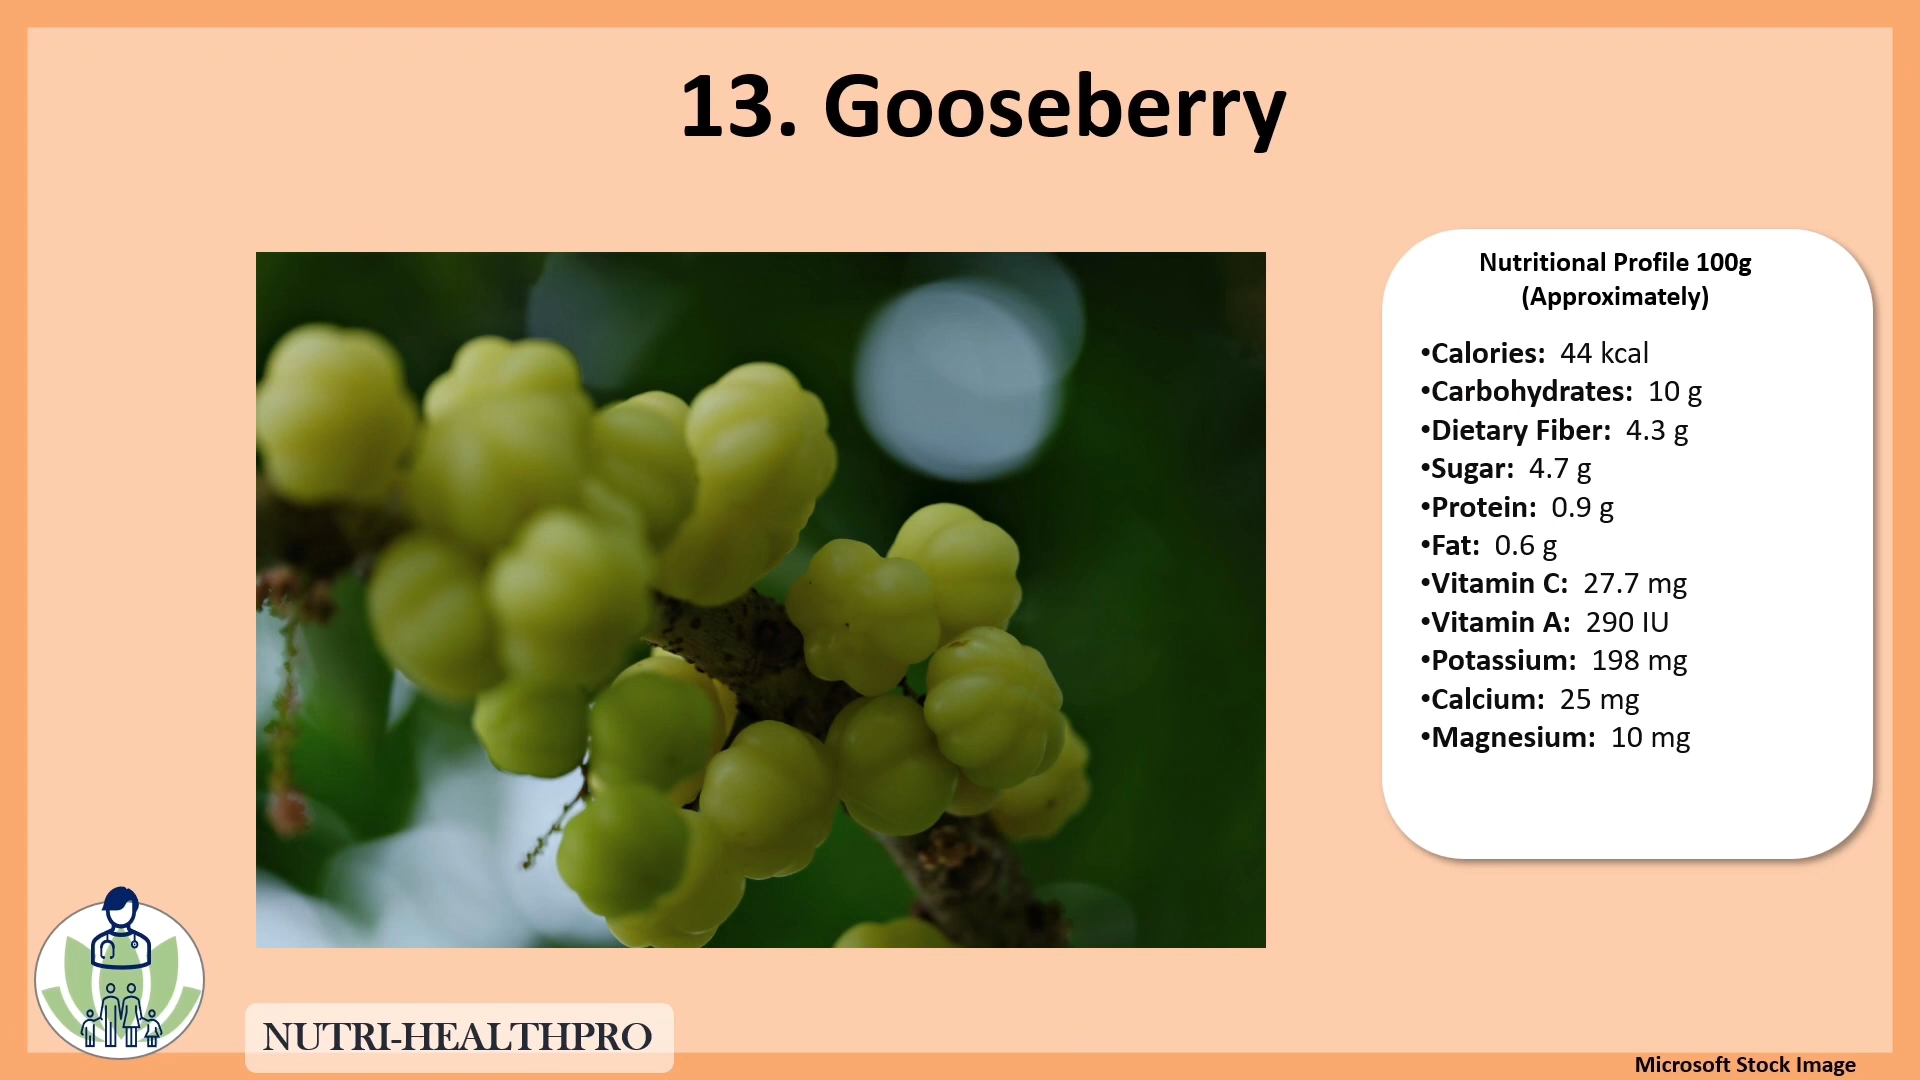 13. Gooseberry
Nutritional Profile 100g
(Approximately)
•Calories: 44 kcal
•Carbohydrates: 10 g
•Dietary Fiber: 4.3 g
•Sugar: 4.7 g
•Protein: 0.9 g
•Fat: 0.6 g
•Vitamin C: 27.7 mg
•Vitamin A: 290 IU
•Potassium: 198 mg
•Calcium: 25 mg
•Magnesium: 10 mg
NUTRI-HEALTHPRO
Microsoft Stock Image